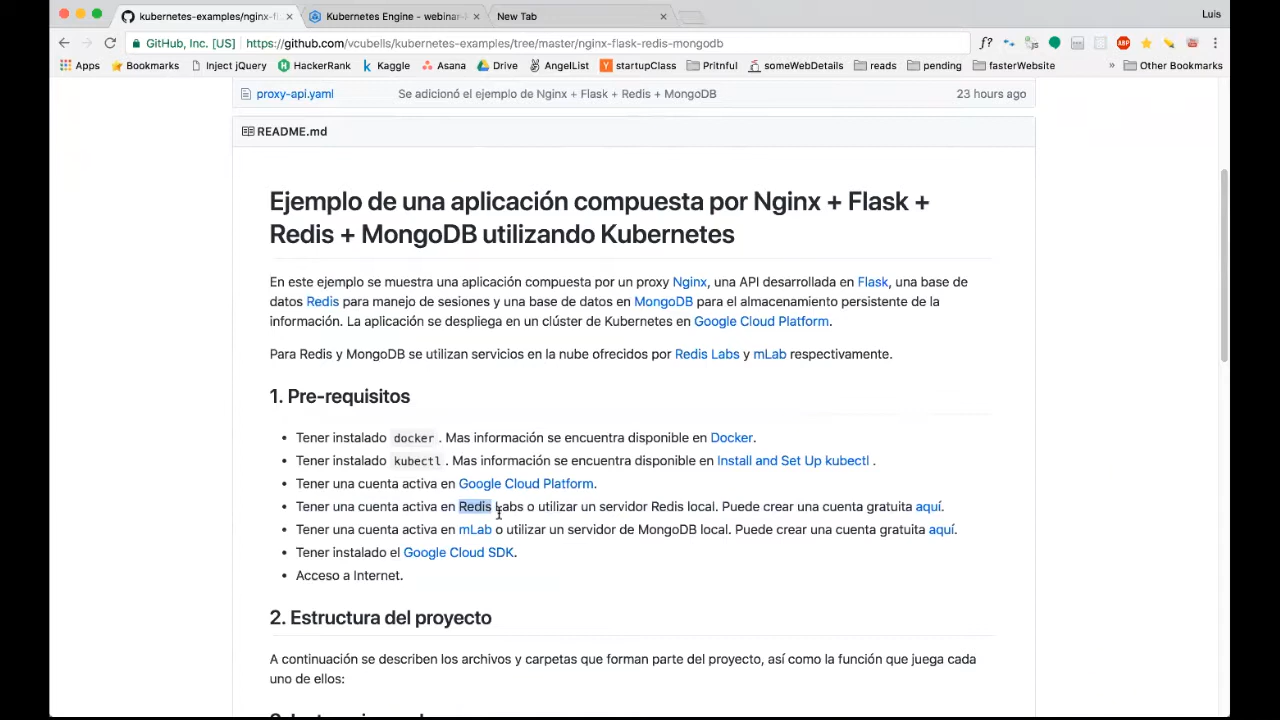 kubernetes-examples/nginx-fl
Kubernetes Engine - webinar-
New Tab
Luis
GitHub, Inc. [US]
https://github.com/vcubells/kubernetes-examples/tree/master/nginx-flask-redis-mongodb
f?
ABP
Apps
Bookmarks
Inject jQuery
HackerRank
Kaggle
Asana
Drive
AngelList
startupClass
Pritnful
someWebDetails
reads
pending
fasterWebsite
»
Other Bookmarks
proxy-api.yaml
Se adicionó el ejemplo de Nginx + Flask + Redis + MongoDB
23 hours ago
README.md
Ejemplo de una aplicación compuesta por Nginx + Flask +
Redis + MongoDB utilizando Kubernetes
En este ejemplo se muestra una aplicación compuesta por un proxy Nginx, una API desarrollada en Flask, una base de
datos Redis para manejo de sesiones y una base de datos en MongoDB para el almacenamiento persistente de la
información. La aplicación se despliega en un clúster de Kubernetes en Google Cloud Platform.
Para Redis y MongoDB se utilizan servicios en la nube ofrecidos por Redis Labs y mLab respectivamente.
1. Pre-requisitos
• Tener instalado docker . Mas información se encuentra disponible en Docker.
• Tener instalado kubectl . Mas información se encuentra disponible en Install and Set Up kubectl .
• Tener una cuenta activa en Google Cloud Platform.
• Tener una cuenta activa en Redis Labs o utilizar un servidor Redis local. Puede crear una cuenta gratuita aquí.
• Tener una cuenta activa en mLab o utilizar un servidor de MongoDB local. Puede crear una cuenta gratuita aquí.
• Tener instalado el Google Cloud SDK.
• Acceso a Internet.
2. Estructura del proyecto
A continuación se describen los archivos y carpetas que forman parte del proyecto, así como la función que juega cada
uno de ellos: